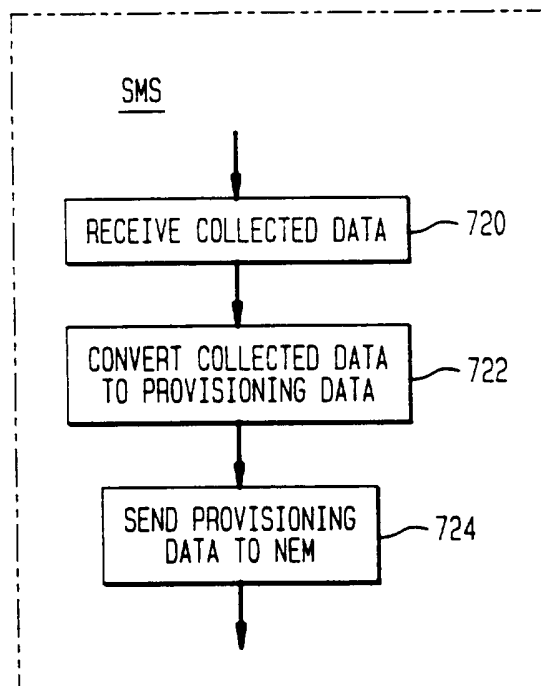 SMS
RECEIVE COLLECTED DATA
720
CONVERT COLLECTED DATA
TO PROVISIONING DATA
722
SEND PROVISIONING
DATA TO NEM
724